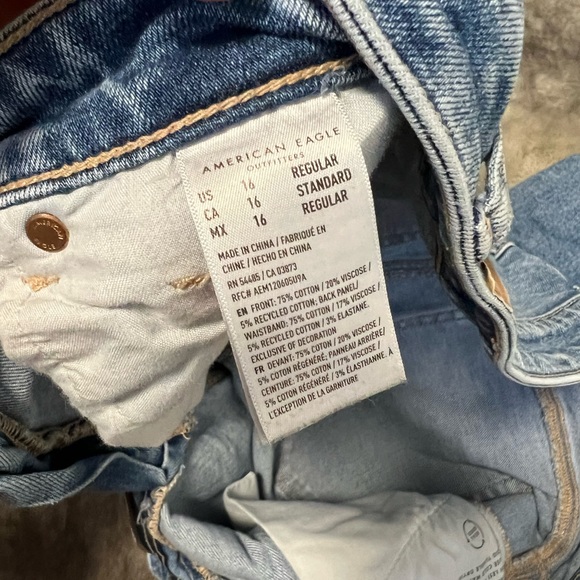 AMERICAN EAGLE
OUTFITTERS
US 16 REGULAR
CA 16 STANDARD
MX 16 REGULAR
MADE IN CHINA / FABRIQUÉ EN
CHINE / HECHO EN CHINA
RN 54485 / CA 03873
RFC# AEM120605U9A
EN FRONT: 75% COTTON / 20% VISCOSE /
5% RECYCLED COTTON; BACK PANEL/
WAISTBAND: 75% COTTON / 17% VISCOSE /
5% RECYCLED COTTON / 3% ELASTANE.
EXCLUSIVE OF DECORATION
FR DEVANT: 75% COTON / 20% VISCOSE /
5% COTON RÉGÉNÉRÉ; PANNEAU ARRIÈRE/
CEINTURE: 75% COTON / 17% VISCOSE /
5% COTON RÉGÉNÉRÉ / 3% ÉLASTHANNE. À
L'EXCEPTION DE LA GARNITURE
AMERICAN
EAGLE